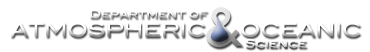 DEPARTMENT OF
ATMOSPHERIC & OCEANIC
SCIENCE